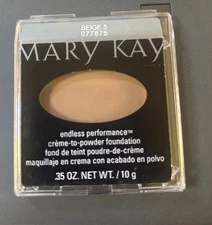 BEIGE 5
077875
MARY KAY
endless performance™
crème-to-powder foundation
fond de teint poudre-de-crème
maquillaje en crema con acabado en polvo
.35 OZ. NET WT. / 10 g